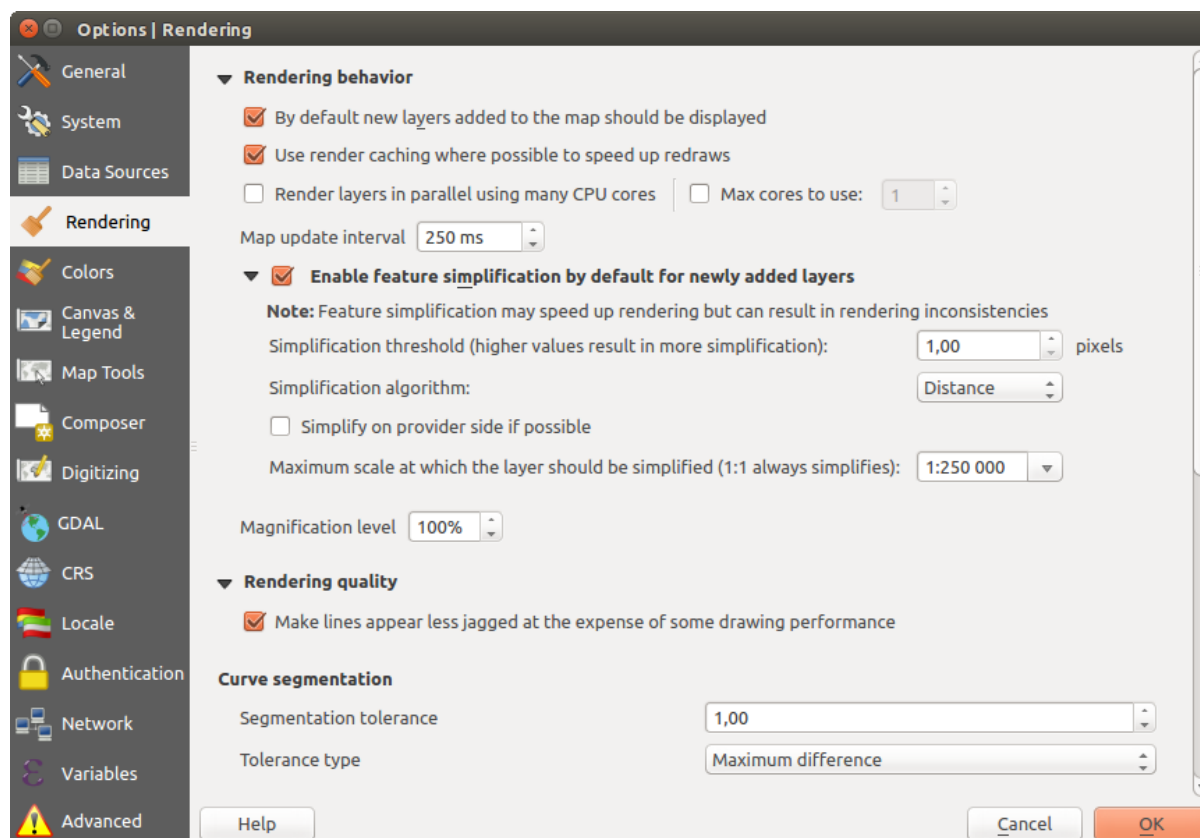 Options | Rendering
General
System
Data Sources
Rendering
Colors
Canvas &
Legend
Map Tools
Composer
Digitizing
GDAL
CRS
Locale
Authentication
Network
Variables
Advanced
Rendering behavior
By default new layers added to the map should be displayed
Use render caching where possible to speed up redraws
Render layers in parallel using many CPU cores Max cores to use: 1
Map update interval 250 ms
Enable feature simplification by default for newly added layers
Note: Feature simplification may speed up rendering but can result in rendering inconsistencies
Simplification threshold (higher values result in more simplification): 1,00 pixels
Simplification algorithm: Distance
Simplify on provider side if possible
Maximum scale at which the layer should be simplified (1:1 always simplifies): 1:250 000
Magnification level 100%
Rendering quality
Make lines appear less jagged at the expense of some drawing performance
Curve segmentation
Segmentation tolerance 1,00
Tolerance type Maximum difference
Help Cancel OK